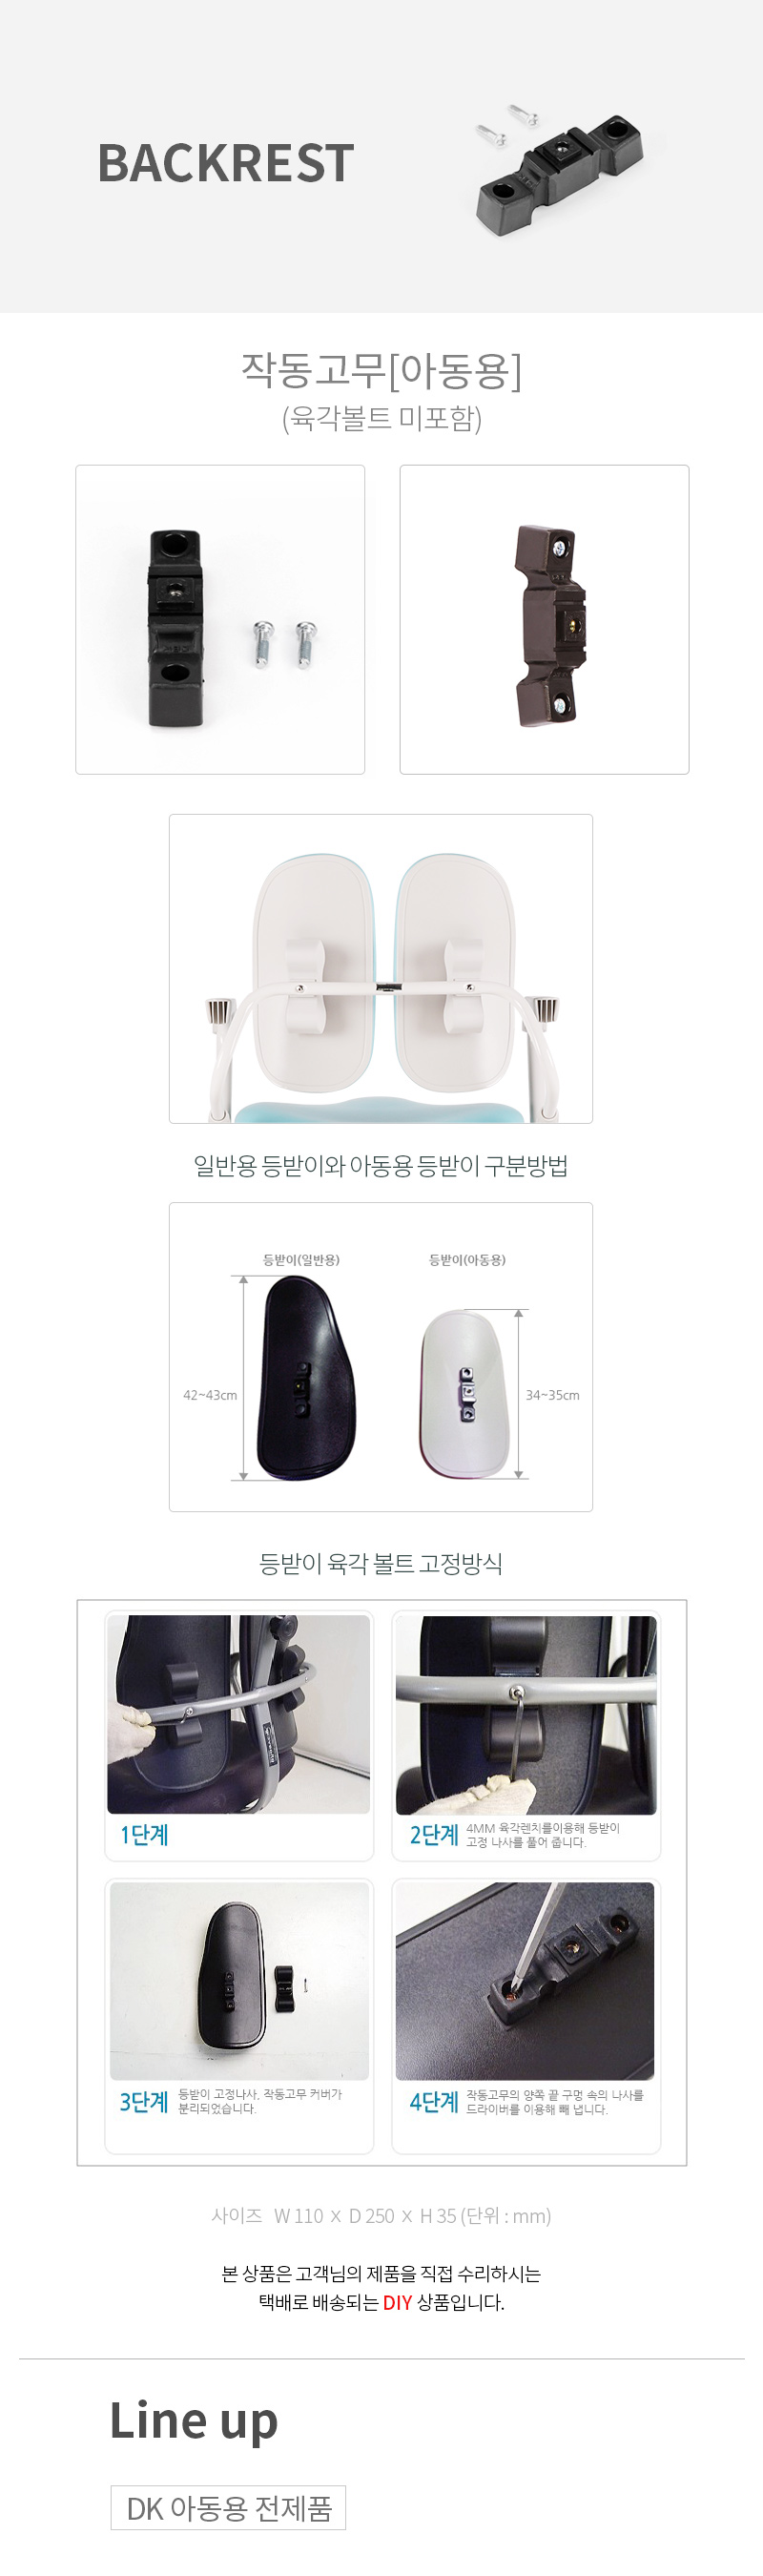 BACKREST
작동고무[아동용]
(육각볼트 미포함)
일반용 등받이와 아동용 등받이 구분방법
등받이(일반용)
등받이(아동용)
42~43cm
34~35cm
등받이 육각 볼트 고정방식
1단계
2단계
4MM 육각렌치를이용해 등받이
고정 나사를 풀어 줍니다.
3단계
등받이 고정나사, 작동고무 커버가
분리되었습니다.
4단계
작동고무의 양쪽 끝 구멍 속의 나사를
드라이버를 이용해 빼 냅니다.
사이즈 W 110 × D 250 × H 35 (단위 : mm)
본 상품은 고객님의 제품을 직접 수리하시는
택배로 배송되는 DIY 상품입니다.
Line up
DK 아동용 전제품